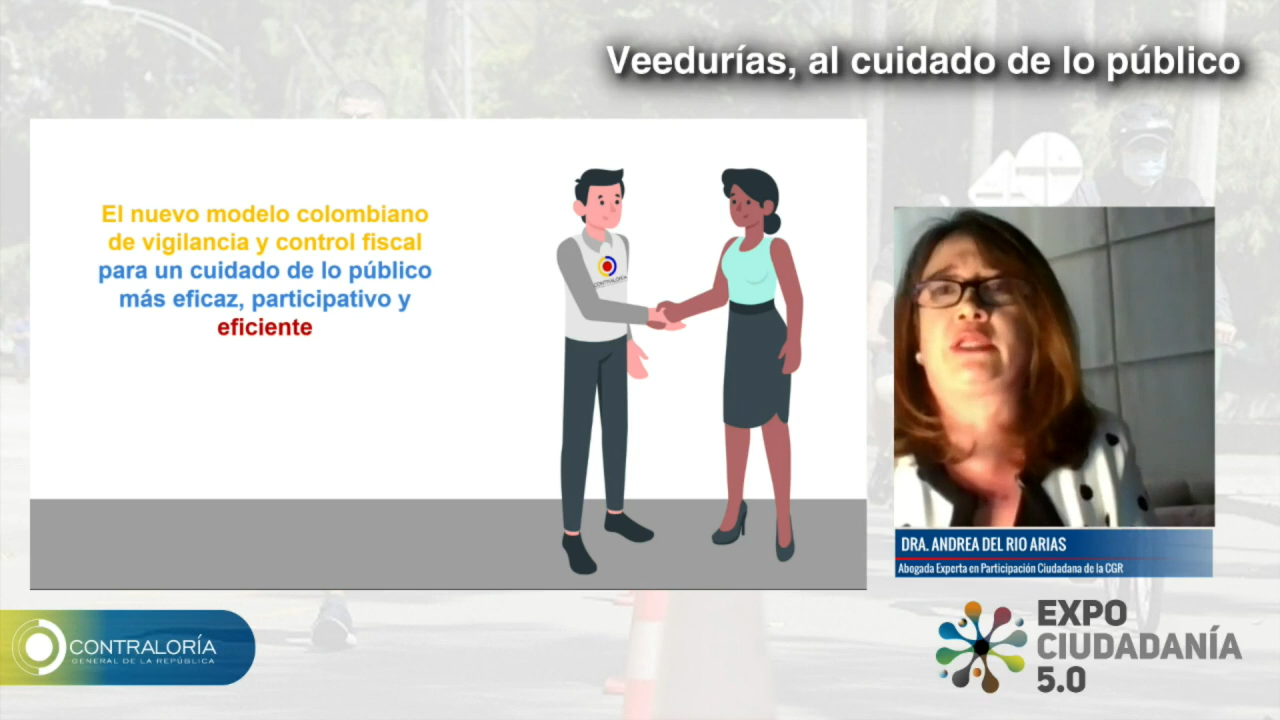 Veedurías, al cuidado de lo público
El nuevo modelo colombiano
de vigilancia y control fiscal
para un cuidado de lo público
más eficaz, participativo y
eficiente
CONTRALORÍA
DRA. ANDREA DEL RIO ARIAS
Abogada Experta en Participación Ciudadana de la CGR
CONTRALORÍA
GENERAL DE LA REPÚBLICA
EXPO
CIUDADANÍA
5.0